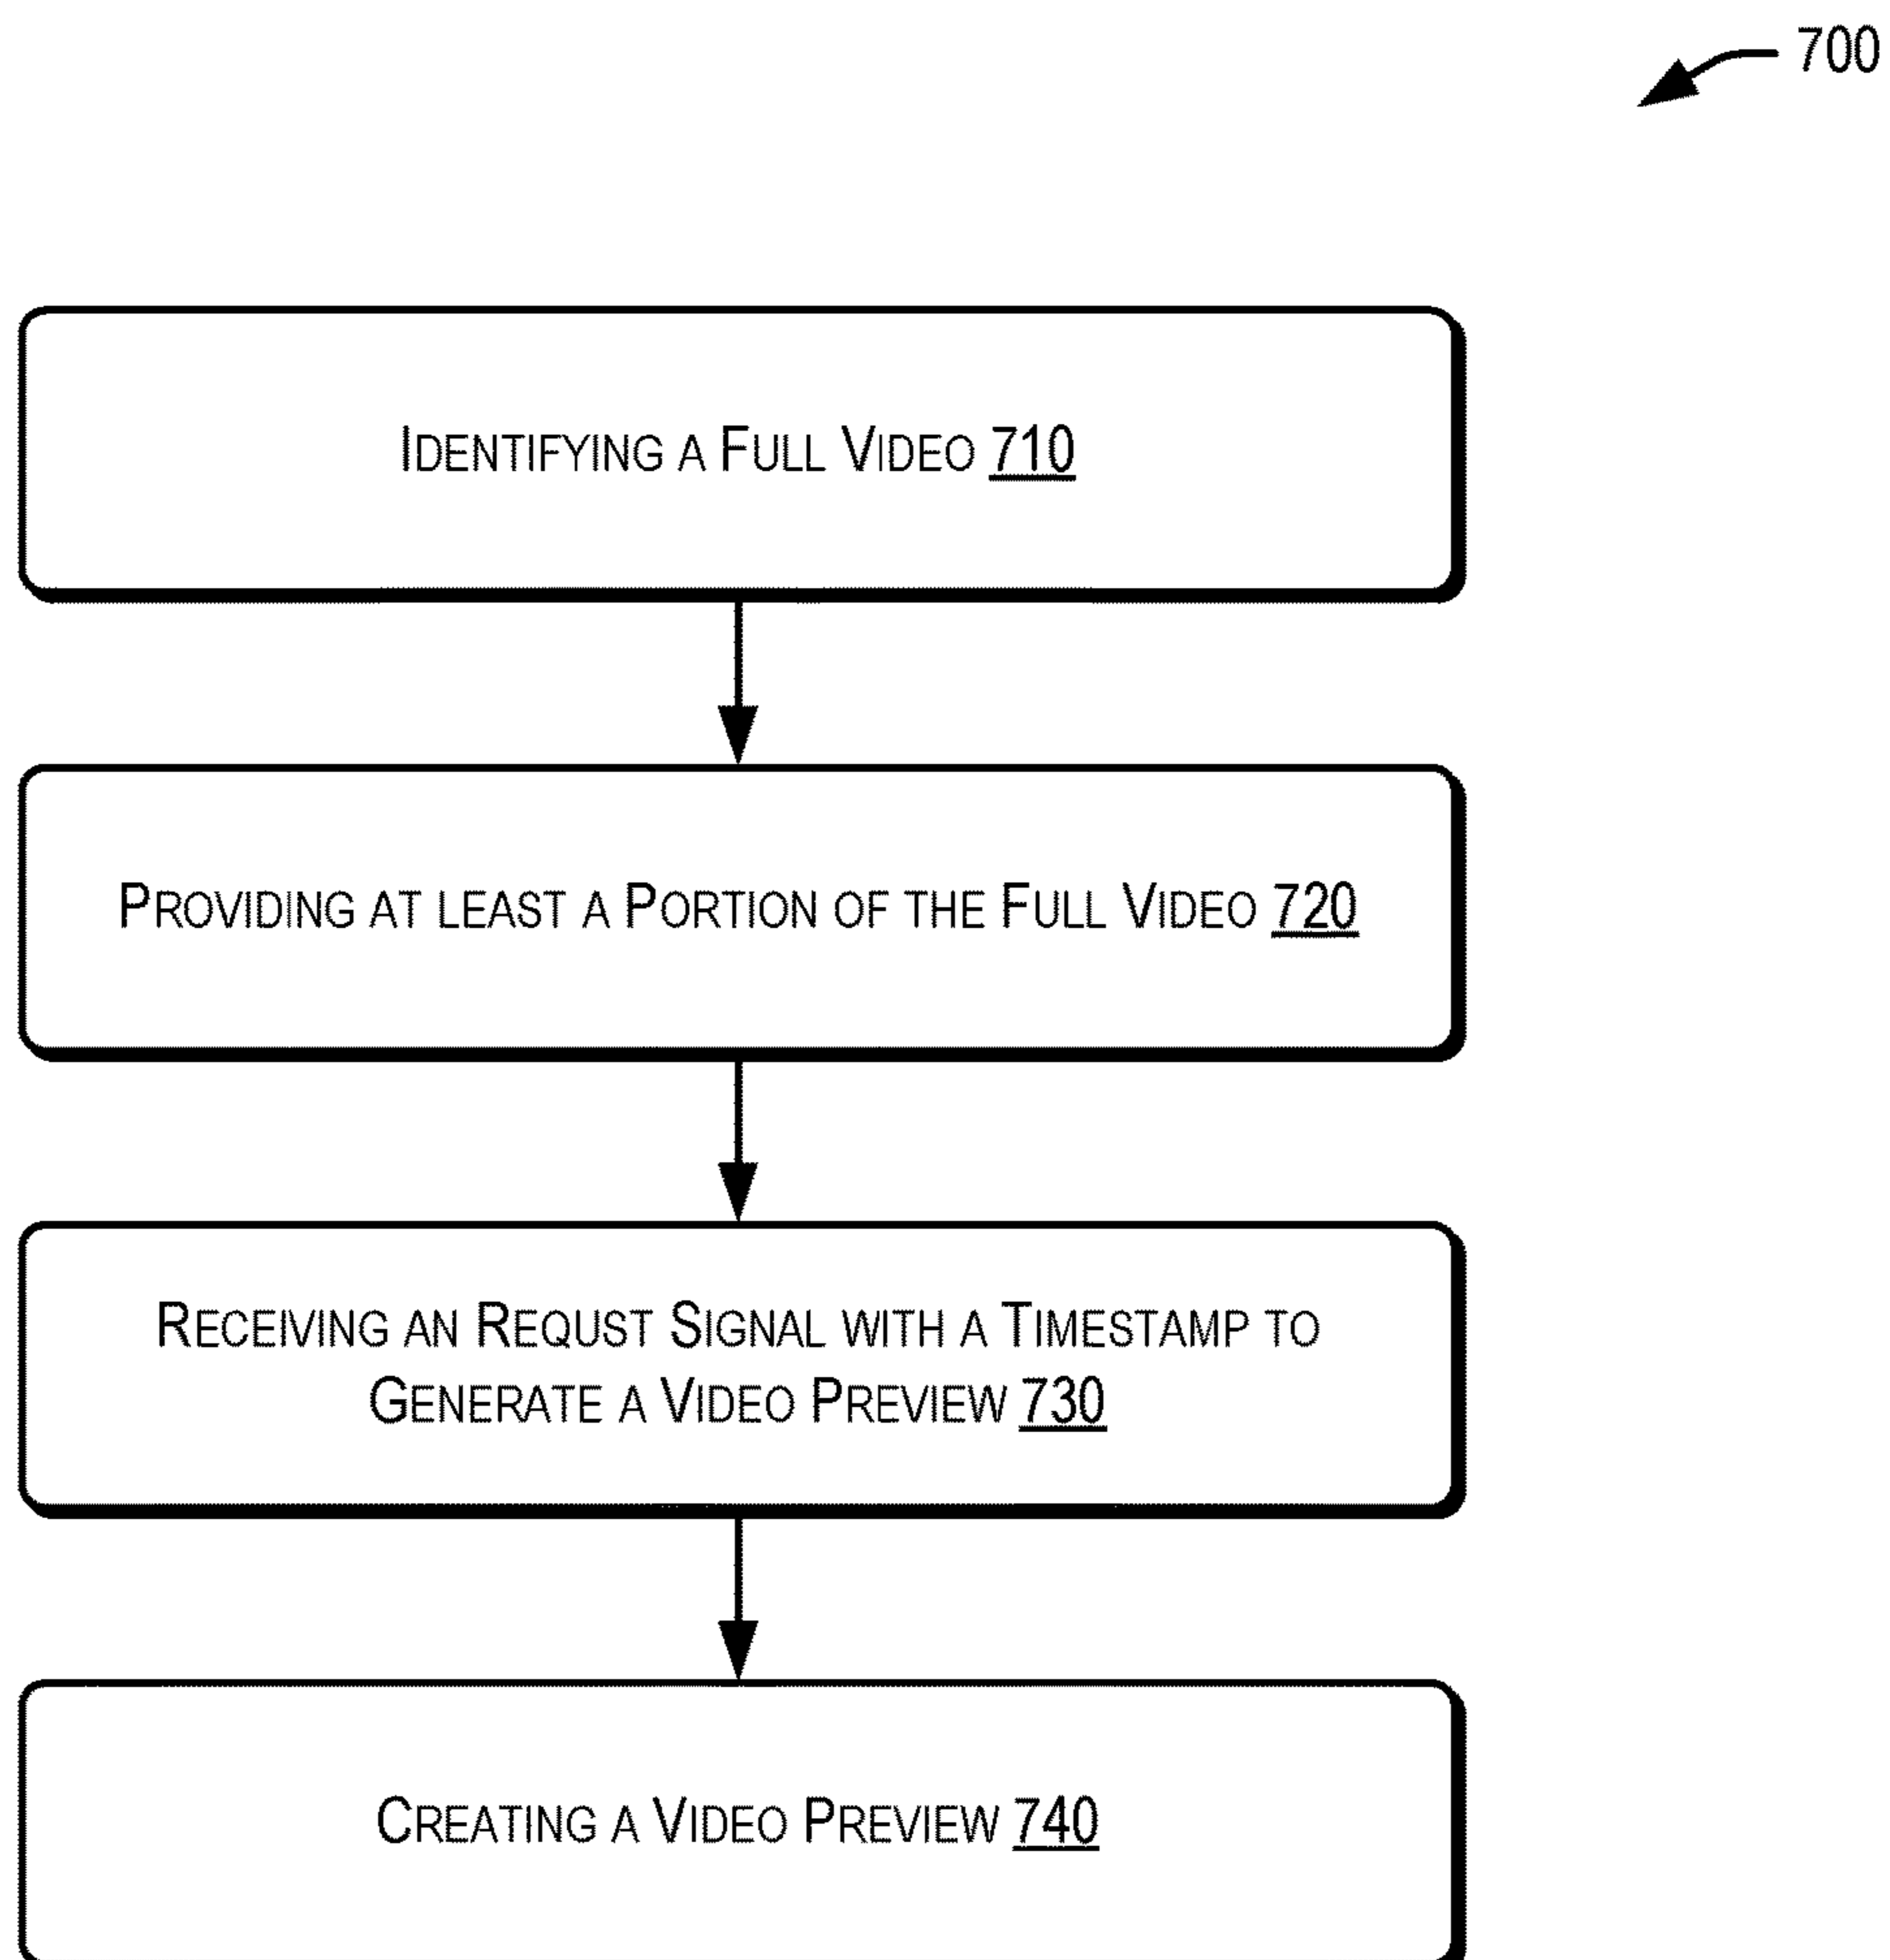 700
IDENTIFYING A FULL VIDEO 710
PROVIDING AT LEAST A PORTION OF THE FULL VIDEO 720
RECEIVING AN REQUST SIGNAL WITH A TIMESTAMP TO
GENERATE A VIDEO PREVIEW 730
CREATING A VIDEO PREVIEW 740